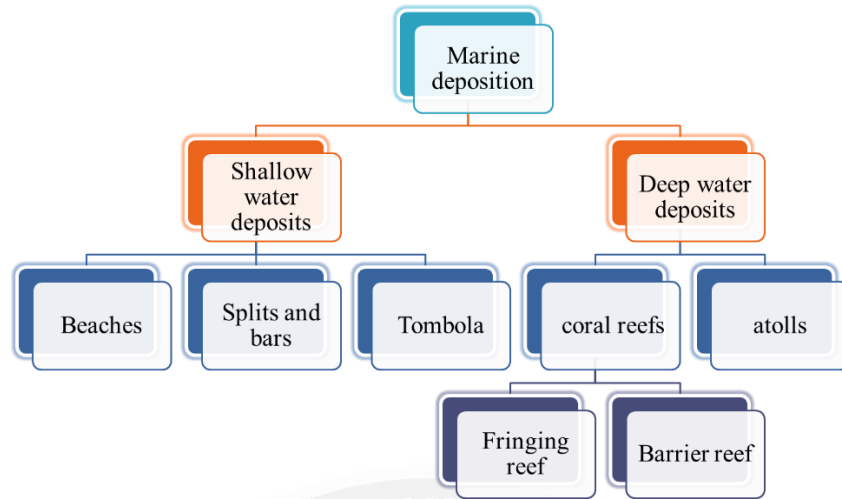 Marine
deposition
Shallow
water
deposits
Deep water
deposits
Beaches
Splits and
bars
Tombola
coral reefs
atolls
Fringing
reef
Barrier reef